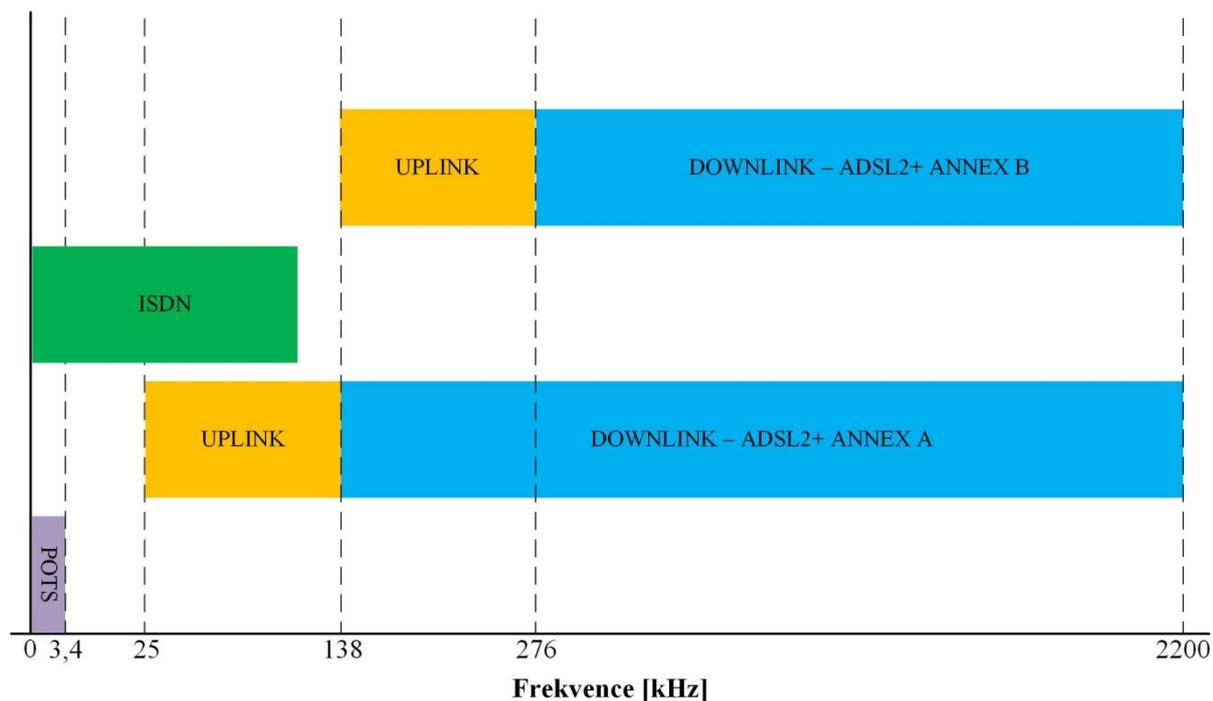 UPLINK DOWNLINK – ADSL2+ ANNEX B
ISDN
UPLINK DOWNLINK – ADSL2+ ANNEX A
POTS
0 3,4 25 138 276 2200
Frekvence [kHz]